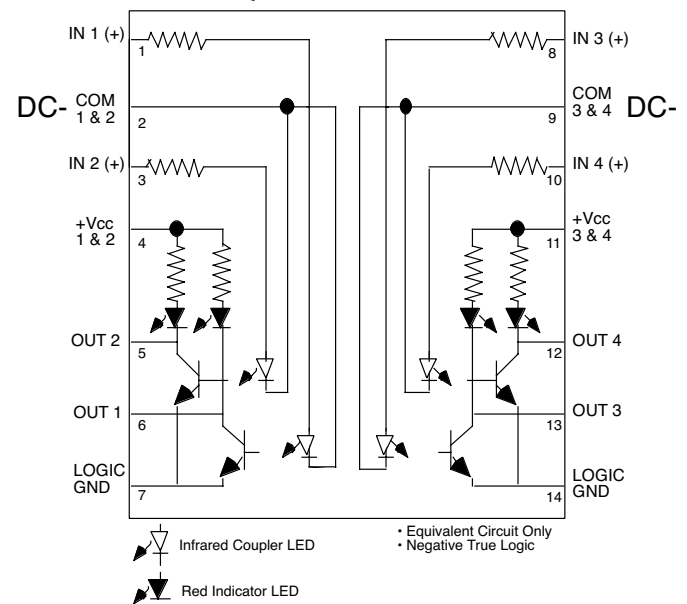 IN 1 (+)
1
DC- COM
1 & 2
2
IN 2 (+)
3
+Vcc
1 & 2
4
OUT 2
5
OUT 1
6
LOGIC
GND
7
IN 3 (+)
8
COM
3 & 4
DC-
9
IN 4 (+)
10
+Vcc
3 & 4
11
OUT 4
12
OUT 3
13
LOGIC
GND
14
Infrared Coupler LED
Red Indicator LED
• Equivalent Circuit Only
• Negative True Logic